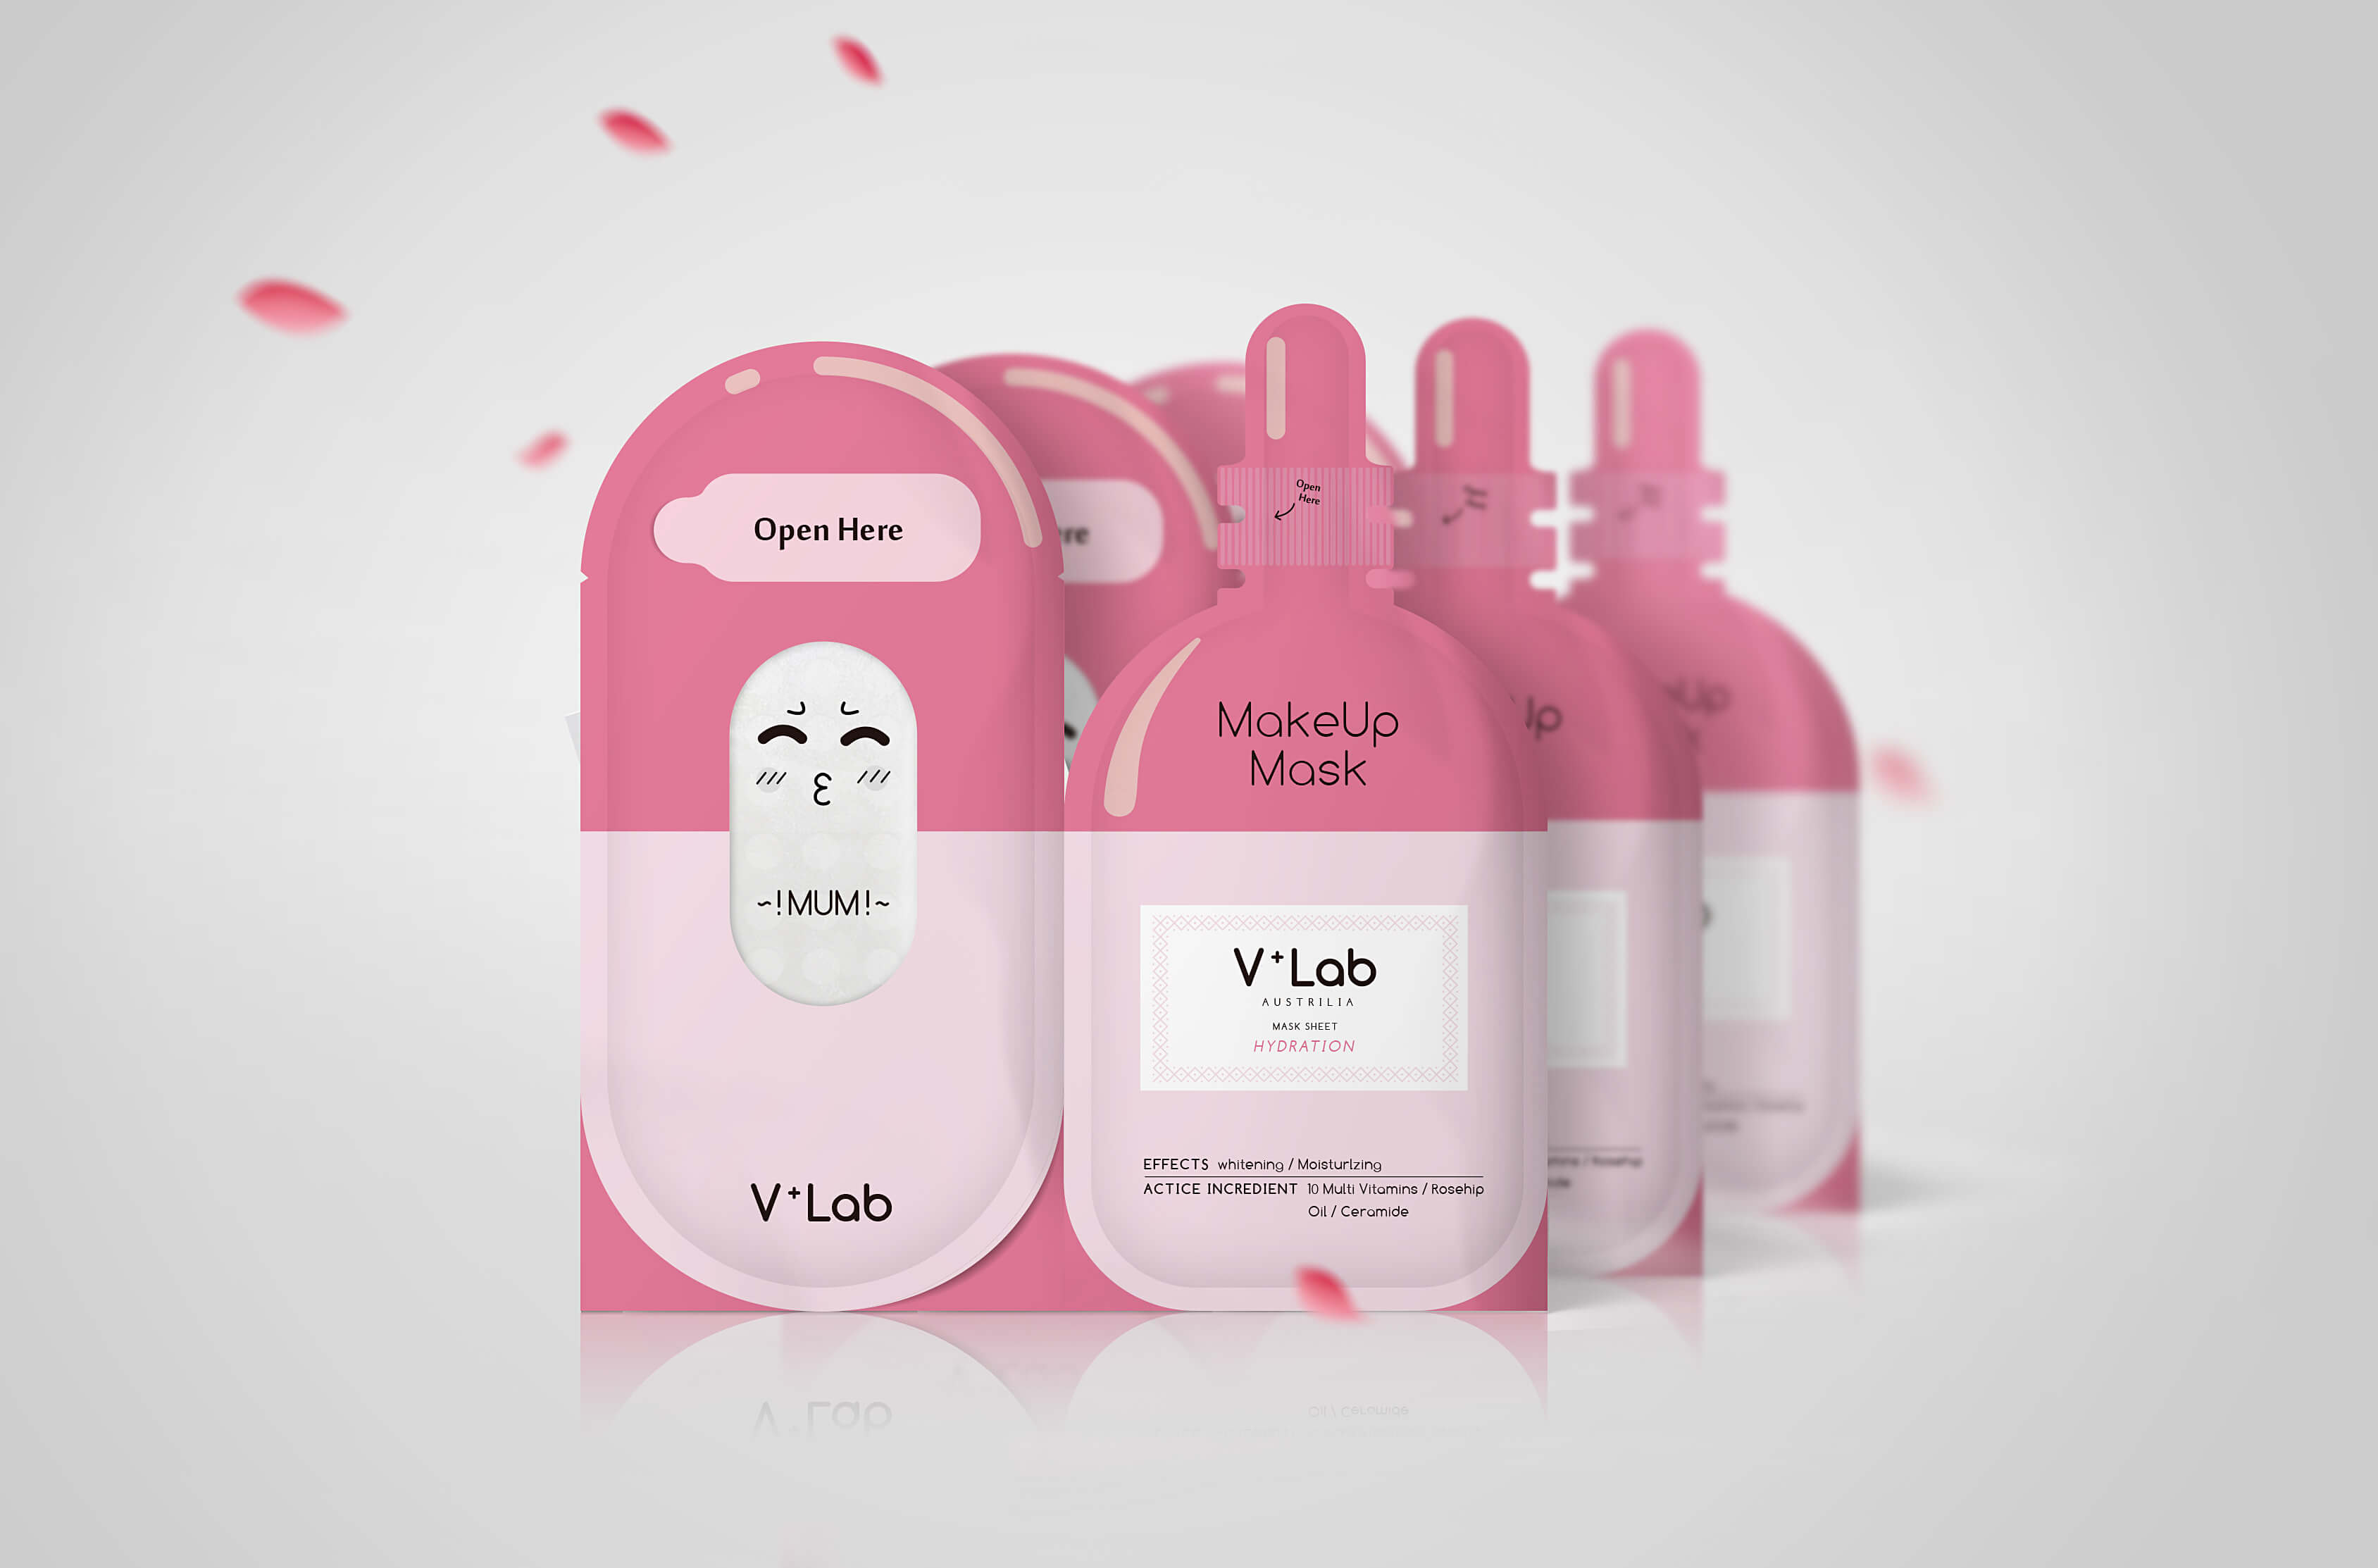 Open Here
~!MUM!~
V+Lab
Open
Here
MakeUp
Mask
V+Lab
AUSTRILIA
MASK SHEET
HYDRATION
EFFECTS whitening / MoisturIzing
ACTICE INCREDIENT 10 Multi Vitamins / Rosehip
Oil / Ceramide